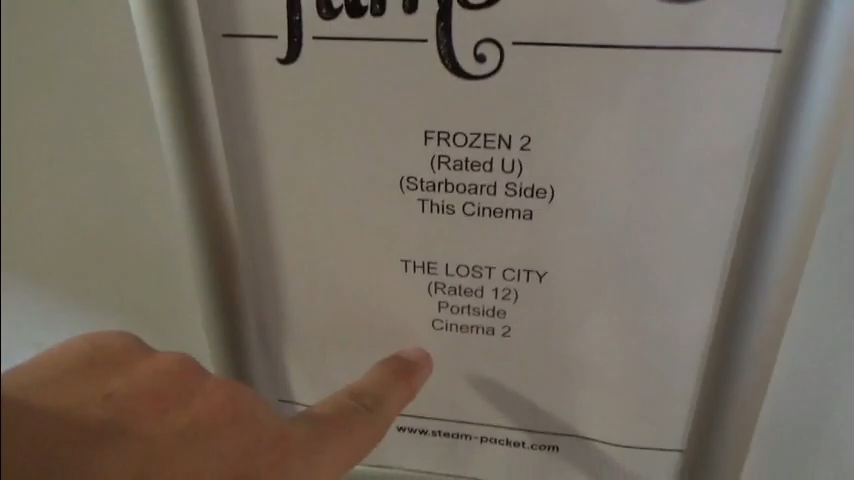 FROZEN 2
(Rated U)
(Starboard Side)
This Cinema
THE LOST CITY
(Rated 12)
Portside
Cinema 2
www.steam-packet.com